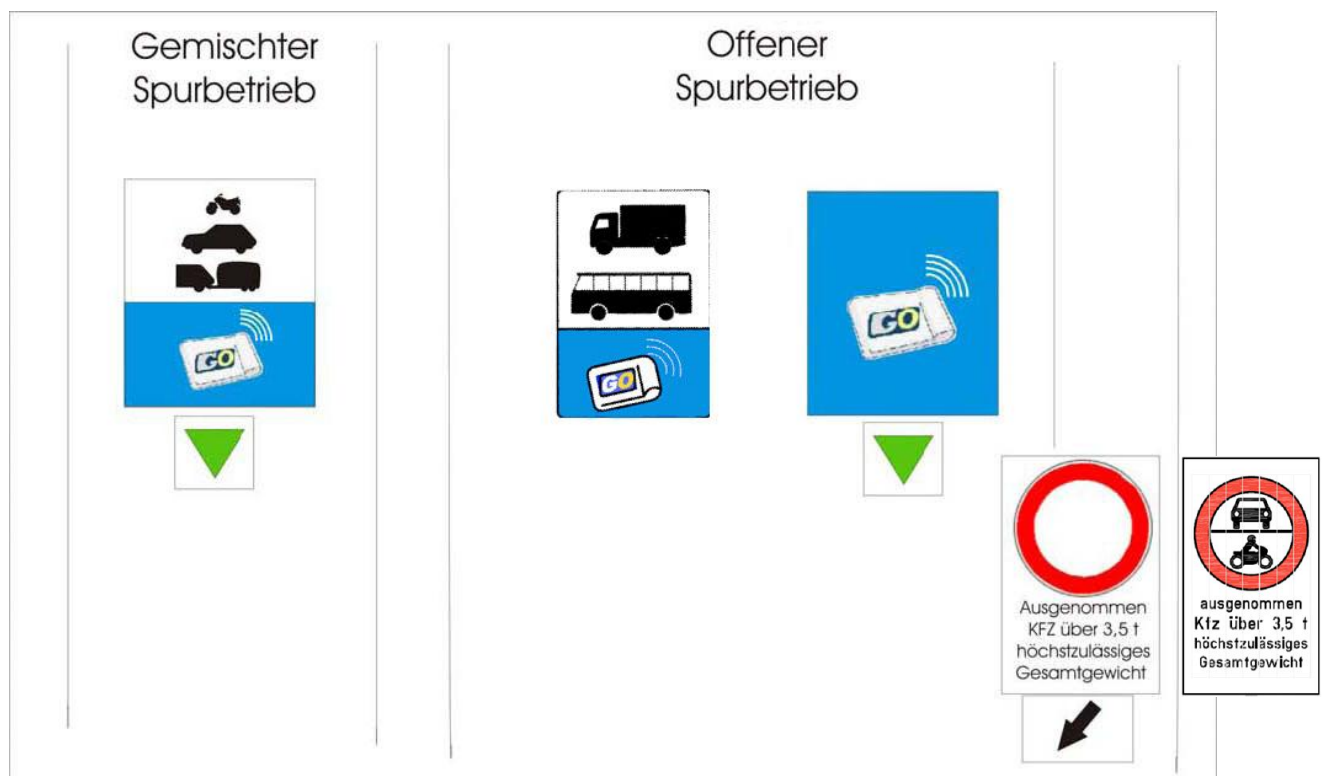 Gemischter
Spurbetrieb
Offener
Spurbetrieb
GO
GO
GO
Ausgenommen
KFZ über 3,5 t
höchstzulässiges
Gesamtgewicht
ausgenommen
Kfz über 3,5 t
höchstzulässiges
Gesamtgewicht